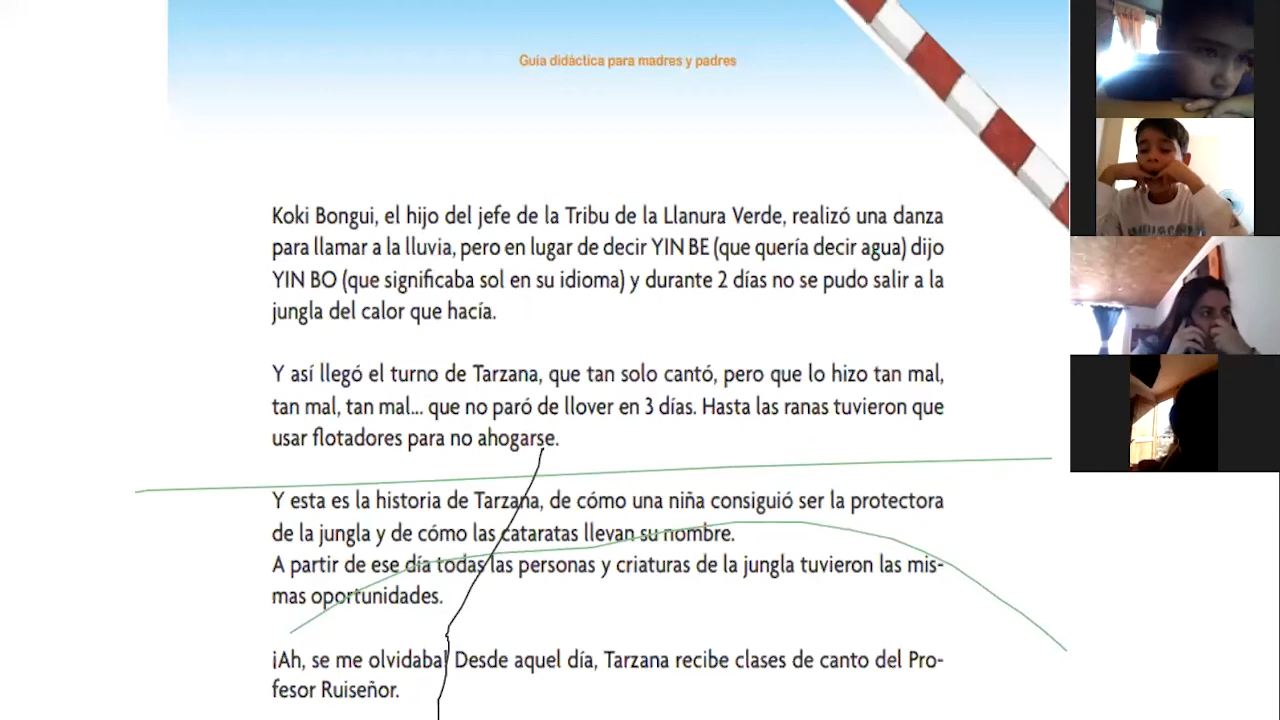 Guía didáctica para madres y padres
Koki Bongui, el hijo del jefe de la Tribu de la Llanura Verde, realizó una danza
para llamar a la lluvia, pero en lugar de decir YIN BE (que quería decir agua) dijo
YIN BO (que significaba sol en su idioma) y durante 2 días no se pudo salir a la
jungla del calor que hacía.
Y así llegó el turno de Tarzana, que tan solo cantó, pero que lo hizo tan mal,
tan mal, tan mal... que no paró de llover en 3 días. Hasta las ranas tuvieron que
usar flotadores para no ahogarse.
Y esta es la historia de Tarzana, de cómo una niña consiguió ser la protectora
de la jungla y de cómo las cataratas llevan su nombre.
A partir de ese día todas las personas y criaturas de la jungla tuvieron las mis-
mas oportunidades.
¡Ah, se me olvidaba! Desde aquel día, Tarzana recibe clases de canto del Pro-
fesor Ruiseñor.